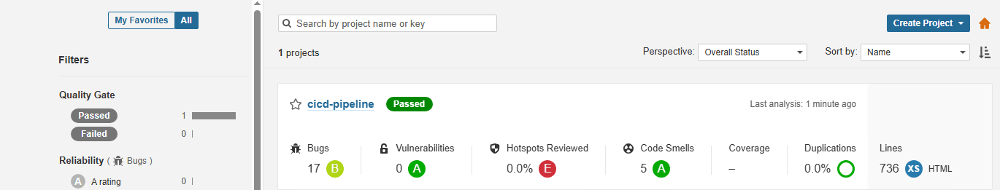 My Favorites All
Search by project name or key
Create Project
Filters
1 projects
Perspective: Overall Status
Sort by: Name
Quality Gate
Passed 1
Failed 0
Reliability ( Bugs )
A A rating 0
cicd-pipeline Passed
Last analysis: 1 minute ago
Bugs Vulnerabilities Hotspots Reviewed Code Smells Coverage Duplications Lines
17 B 0 A 0.0% E 5 A – 0.0% 736 XS HTML